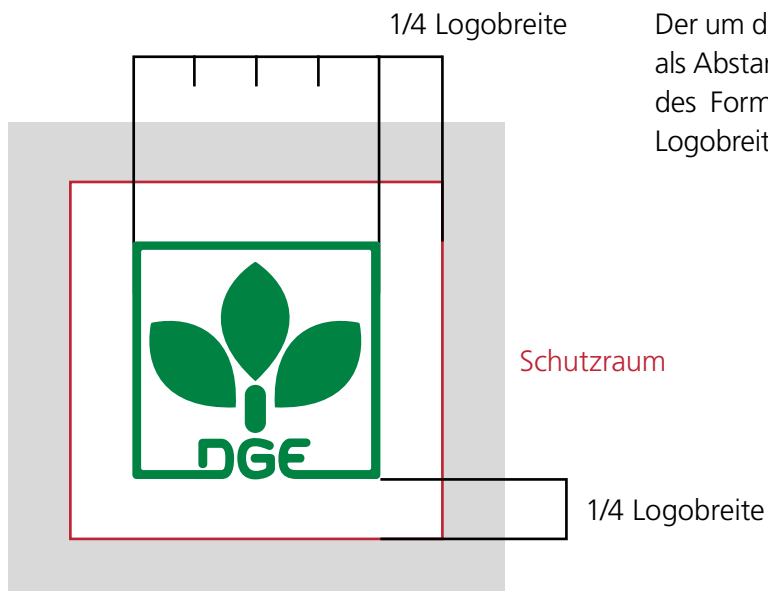 1/4 Logobreite
Der um d
als Abstan
des Form
Logobreit
Schutzraum
DGE
1/4 Logobreite